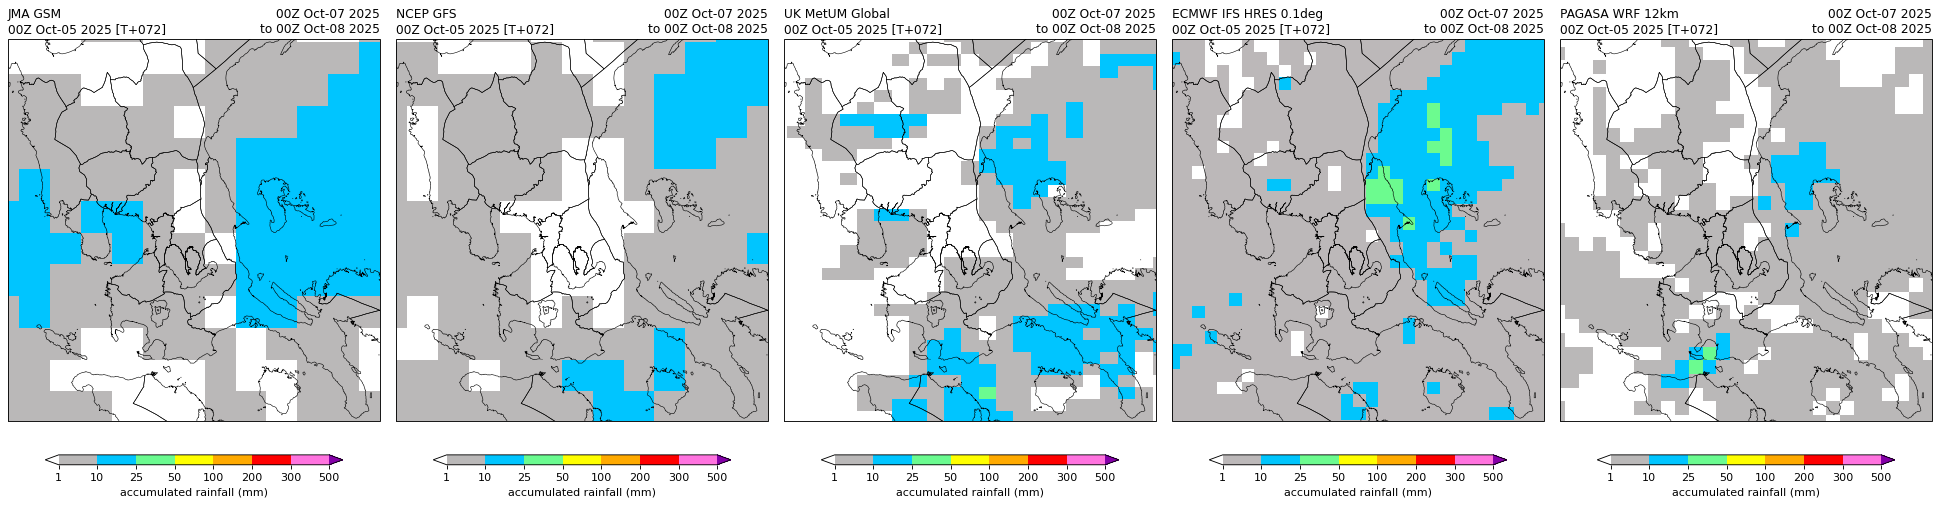 JMA GSM 00Z Oct-07 2025
00Z Oct-05 2025 [T+072] to 00Z Oct-08 2025
NCEP GFS 00Z Oct-07 2025
00Z Oct-05 2025 [T+072] to 00Z Oct-08 2025
UK MetUM Global 00Z Oct-07 2025
00Z Oct-05 2025 [T+072] to 00Z Oct-08 2025
ECMWF IFS HRES 0.1deg 00Z Oct-07 2025
00Z Oct-05 2025 [T+072] to 00Z Oct-08 2025
PAGASA WRF 12km 00Z Oct-07 2025
00Z Oct-05 2025 [T+072] to 00Z Oct-08 2025
1 10 25 50 100 200 300 500
accumulated rainfall (mm)
1 10 25 50 100 200 300 500
accumulated rainfall (mm)
1 10 25 50 100 200 300 500
accumulated rainfall (mm)
1 10 25 50 100 200 300 500
accumulated rainfall (mm)
1 10 25 50 100 200 300 500
accumulated rainfall (mm)